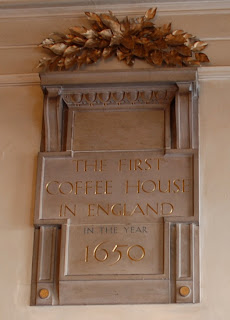 THE FIRST
COFFEE HOUSE
IN ENGLAND
IN THE YEAR
1650